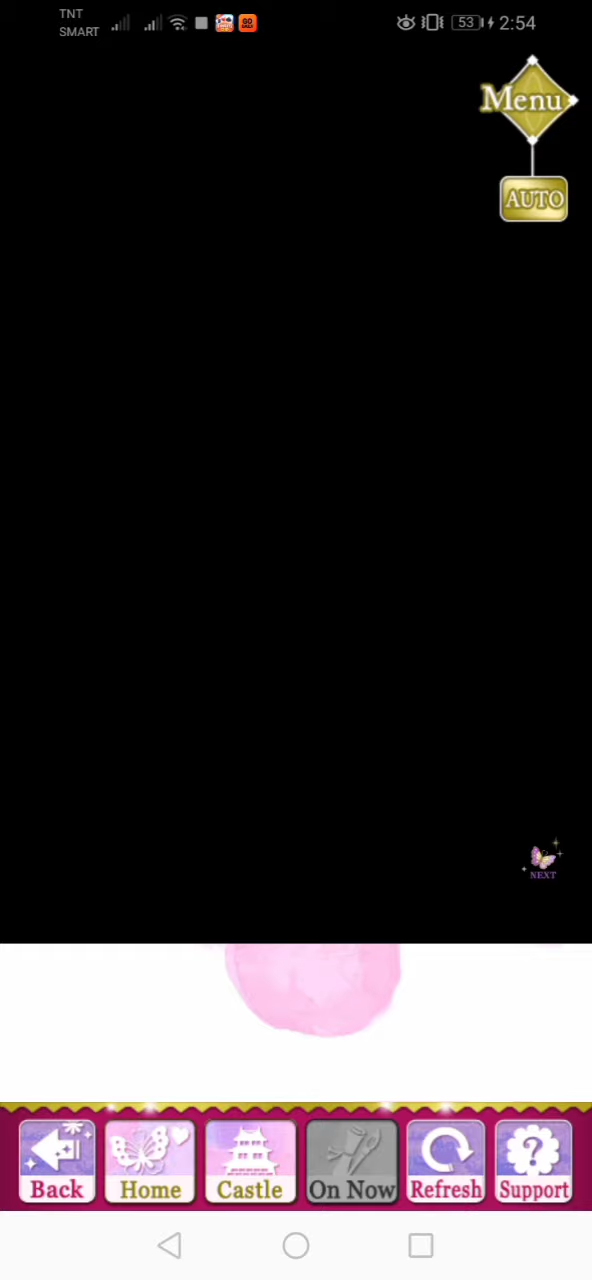 TNT
SMART
53
2:54
Menu
AUTO
NEXT
Back
Home
Castle
On Now
Refresh
Support